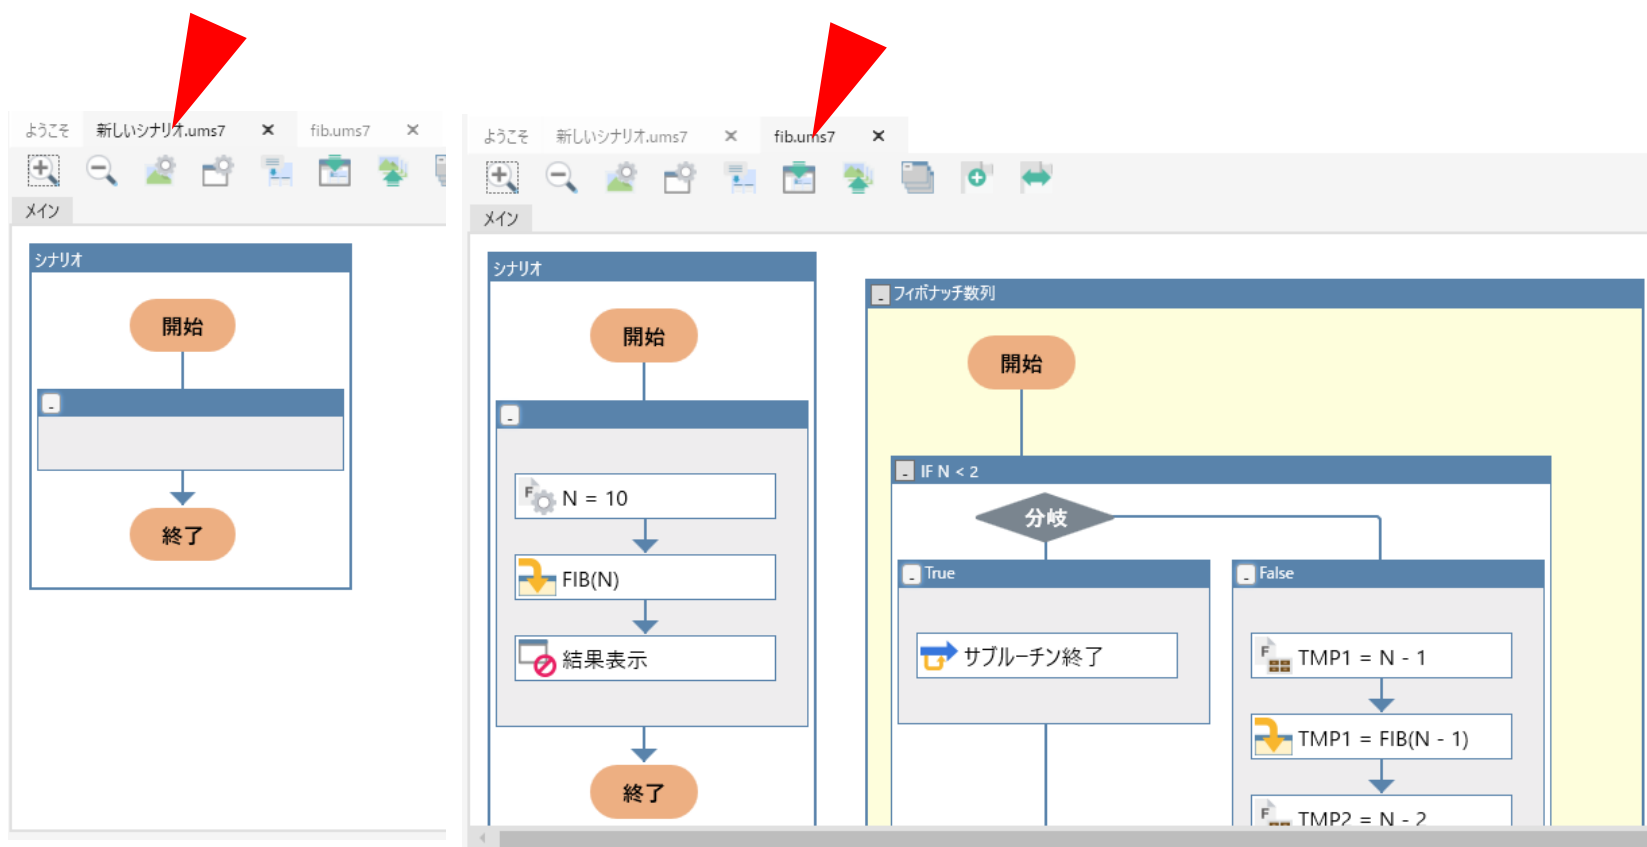 ようこそ 新しいシナリオ.ums7 × fib.ums7 ×
メイン
シナリオ
開始
終了
ようこそ 新しいシナリオ.ums7 × fib.ums7 ×
メイン
シナリオ
開始
N = 10
FIB(N)
結果表示
終了
フィボナッチ数列
開始
IF N < 2
分岐
True
サブルーチン終了
False
TMP1 = N - 1
TMP1 = FIB(N - 1)
TMP2 = N - 2